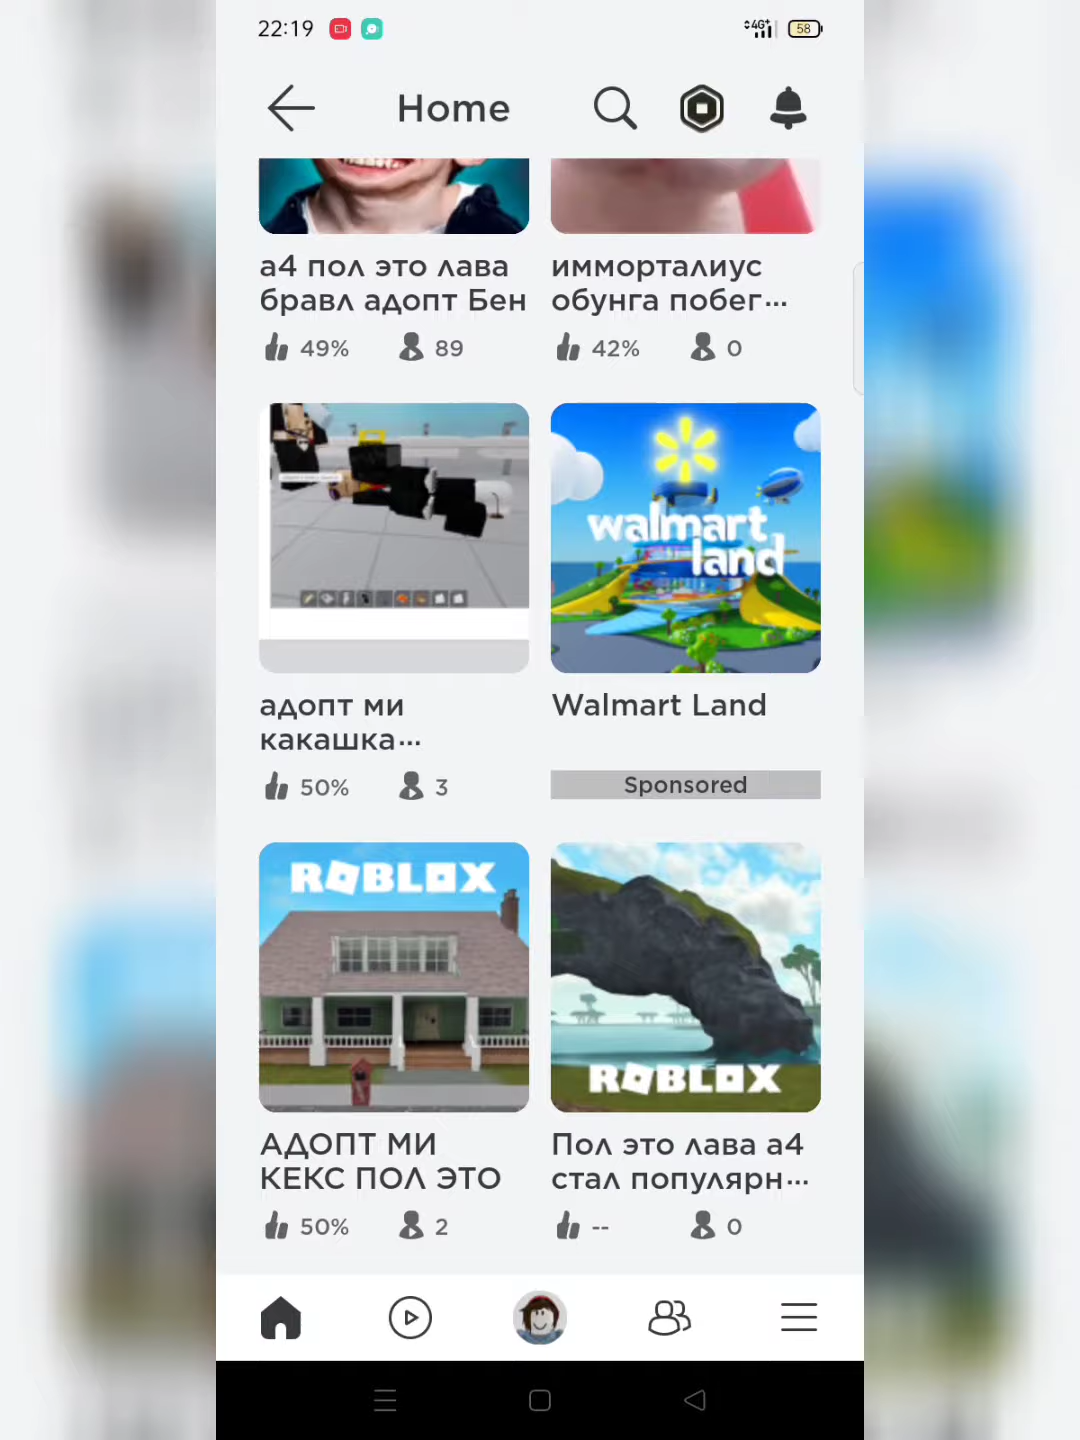 22:19
4G+
58
Home
а4 пол это лава
бравл адопт Бен
иммораталиус
обунга побег...
49%
89
42%
0
walmart
land
адопт ми
какашка...
Walmart Land
50%
3
Sponsored
ROBLOX
ROBLOX
АДОПТ МИ
КЕКС ПОЛ ЭТО
Пол это лава а4
стал популярн...
50%
2
--
0